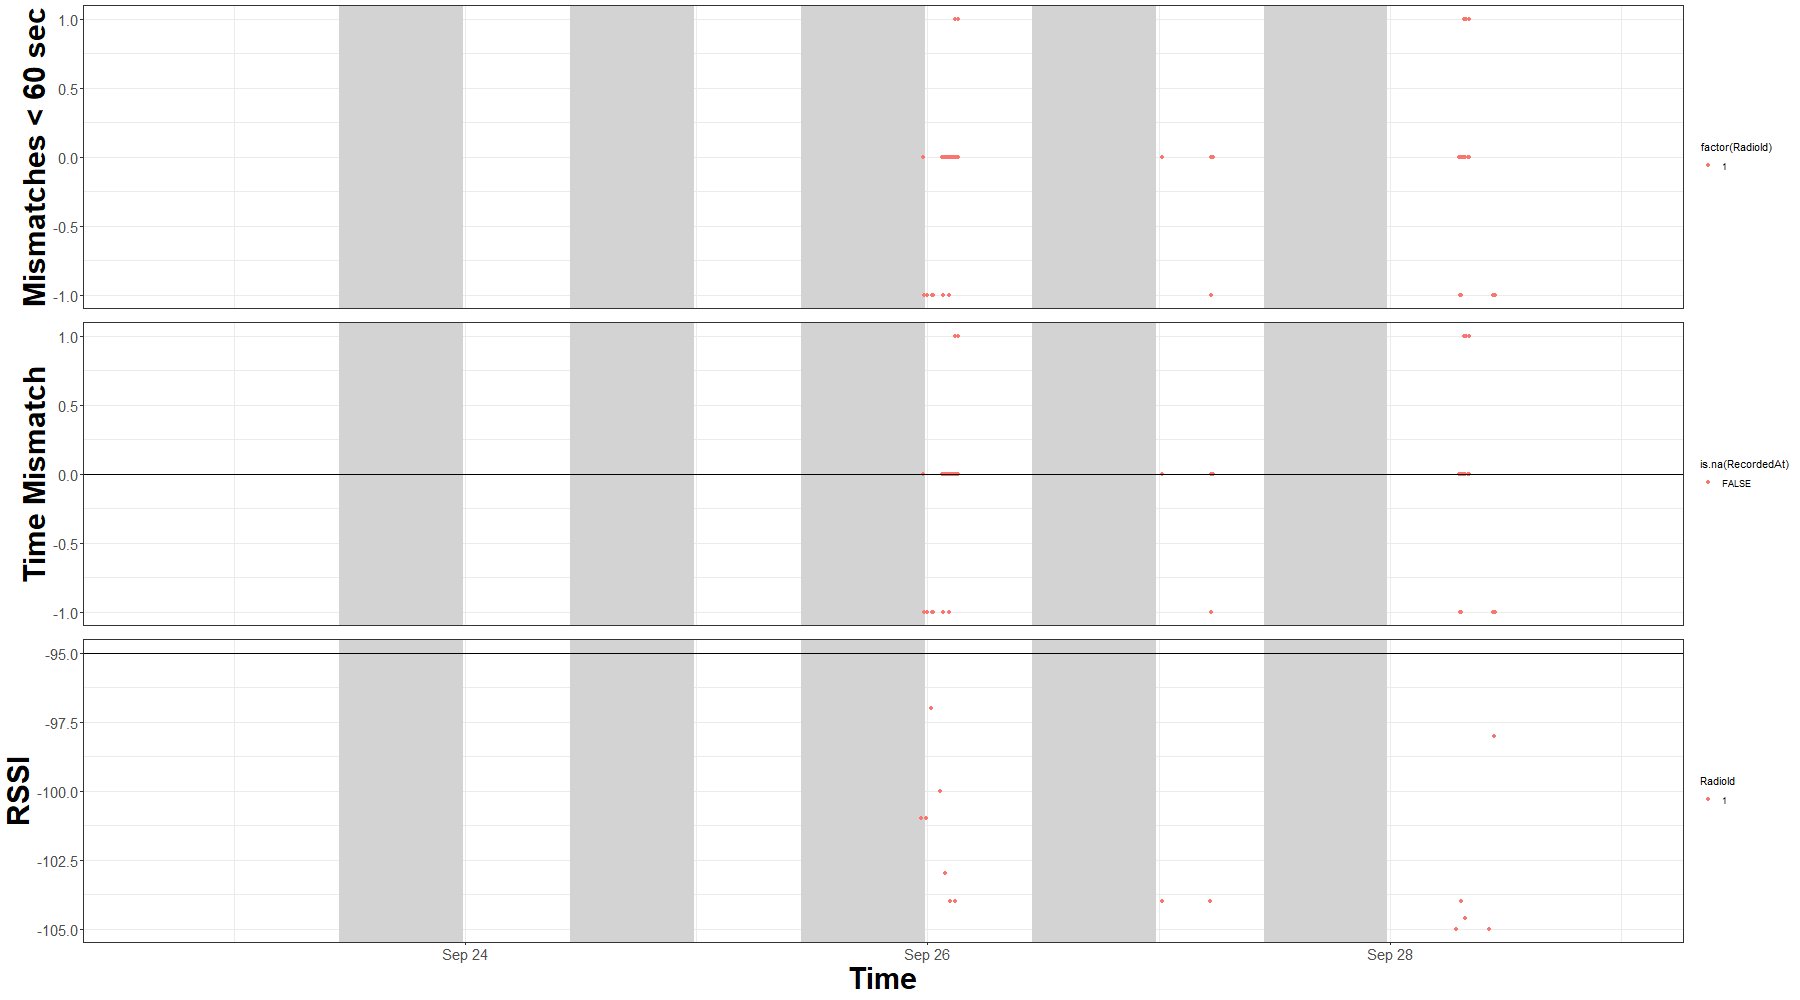 Mismatches < 60 sec
1.0
0.5
0.0
-0.5
-1.0
factor(RadioId)
1
Time Mismatch
1.0
0.5
0.0
-0.5
-1.0
is.na(RecordedAt)
FALSE
RSSI
-95.0
-97.5
-100.0
-102.5
-105.0
RadioId
1
Sep 24
Sep 26
Sep 28
Time